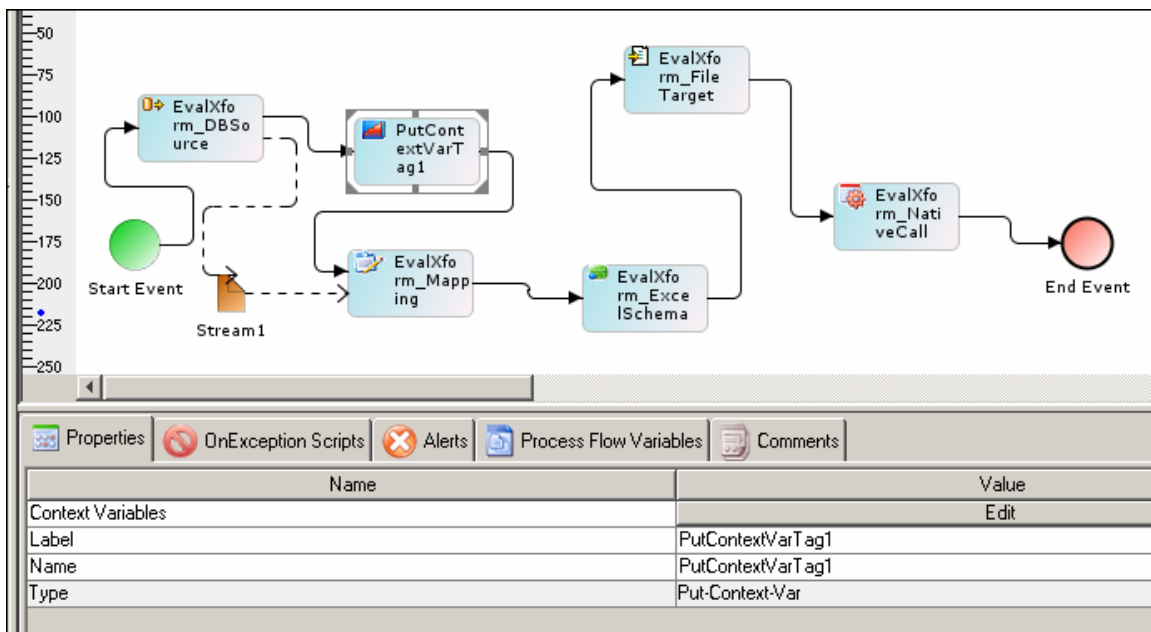 50
75
100
125
150
175
200
225
250
EvalXfo
rm_DBSo
urce
PutCont
extVarT
ag1
EvalXfo
rm_File
Target
EvalXfo
rm_Nati
veCall
Start Event
EvalXfo
rm_Mapp
ing
EvalXfo
rm_Exce
lSchema
End Event
Stream1
Properties
OnException Scripts
Alerts
Process Flow Variables
Comments
Name Value
Context Variables Edit
Label PutContextVarTag1
Name PutContextVarTag1
Type Put-Context-Var